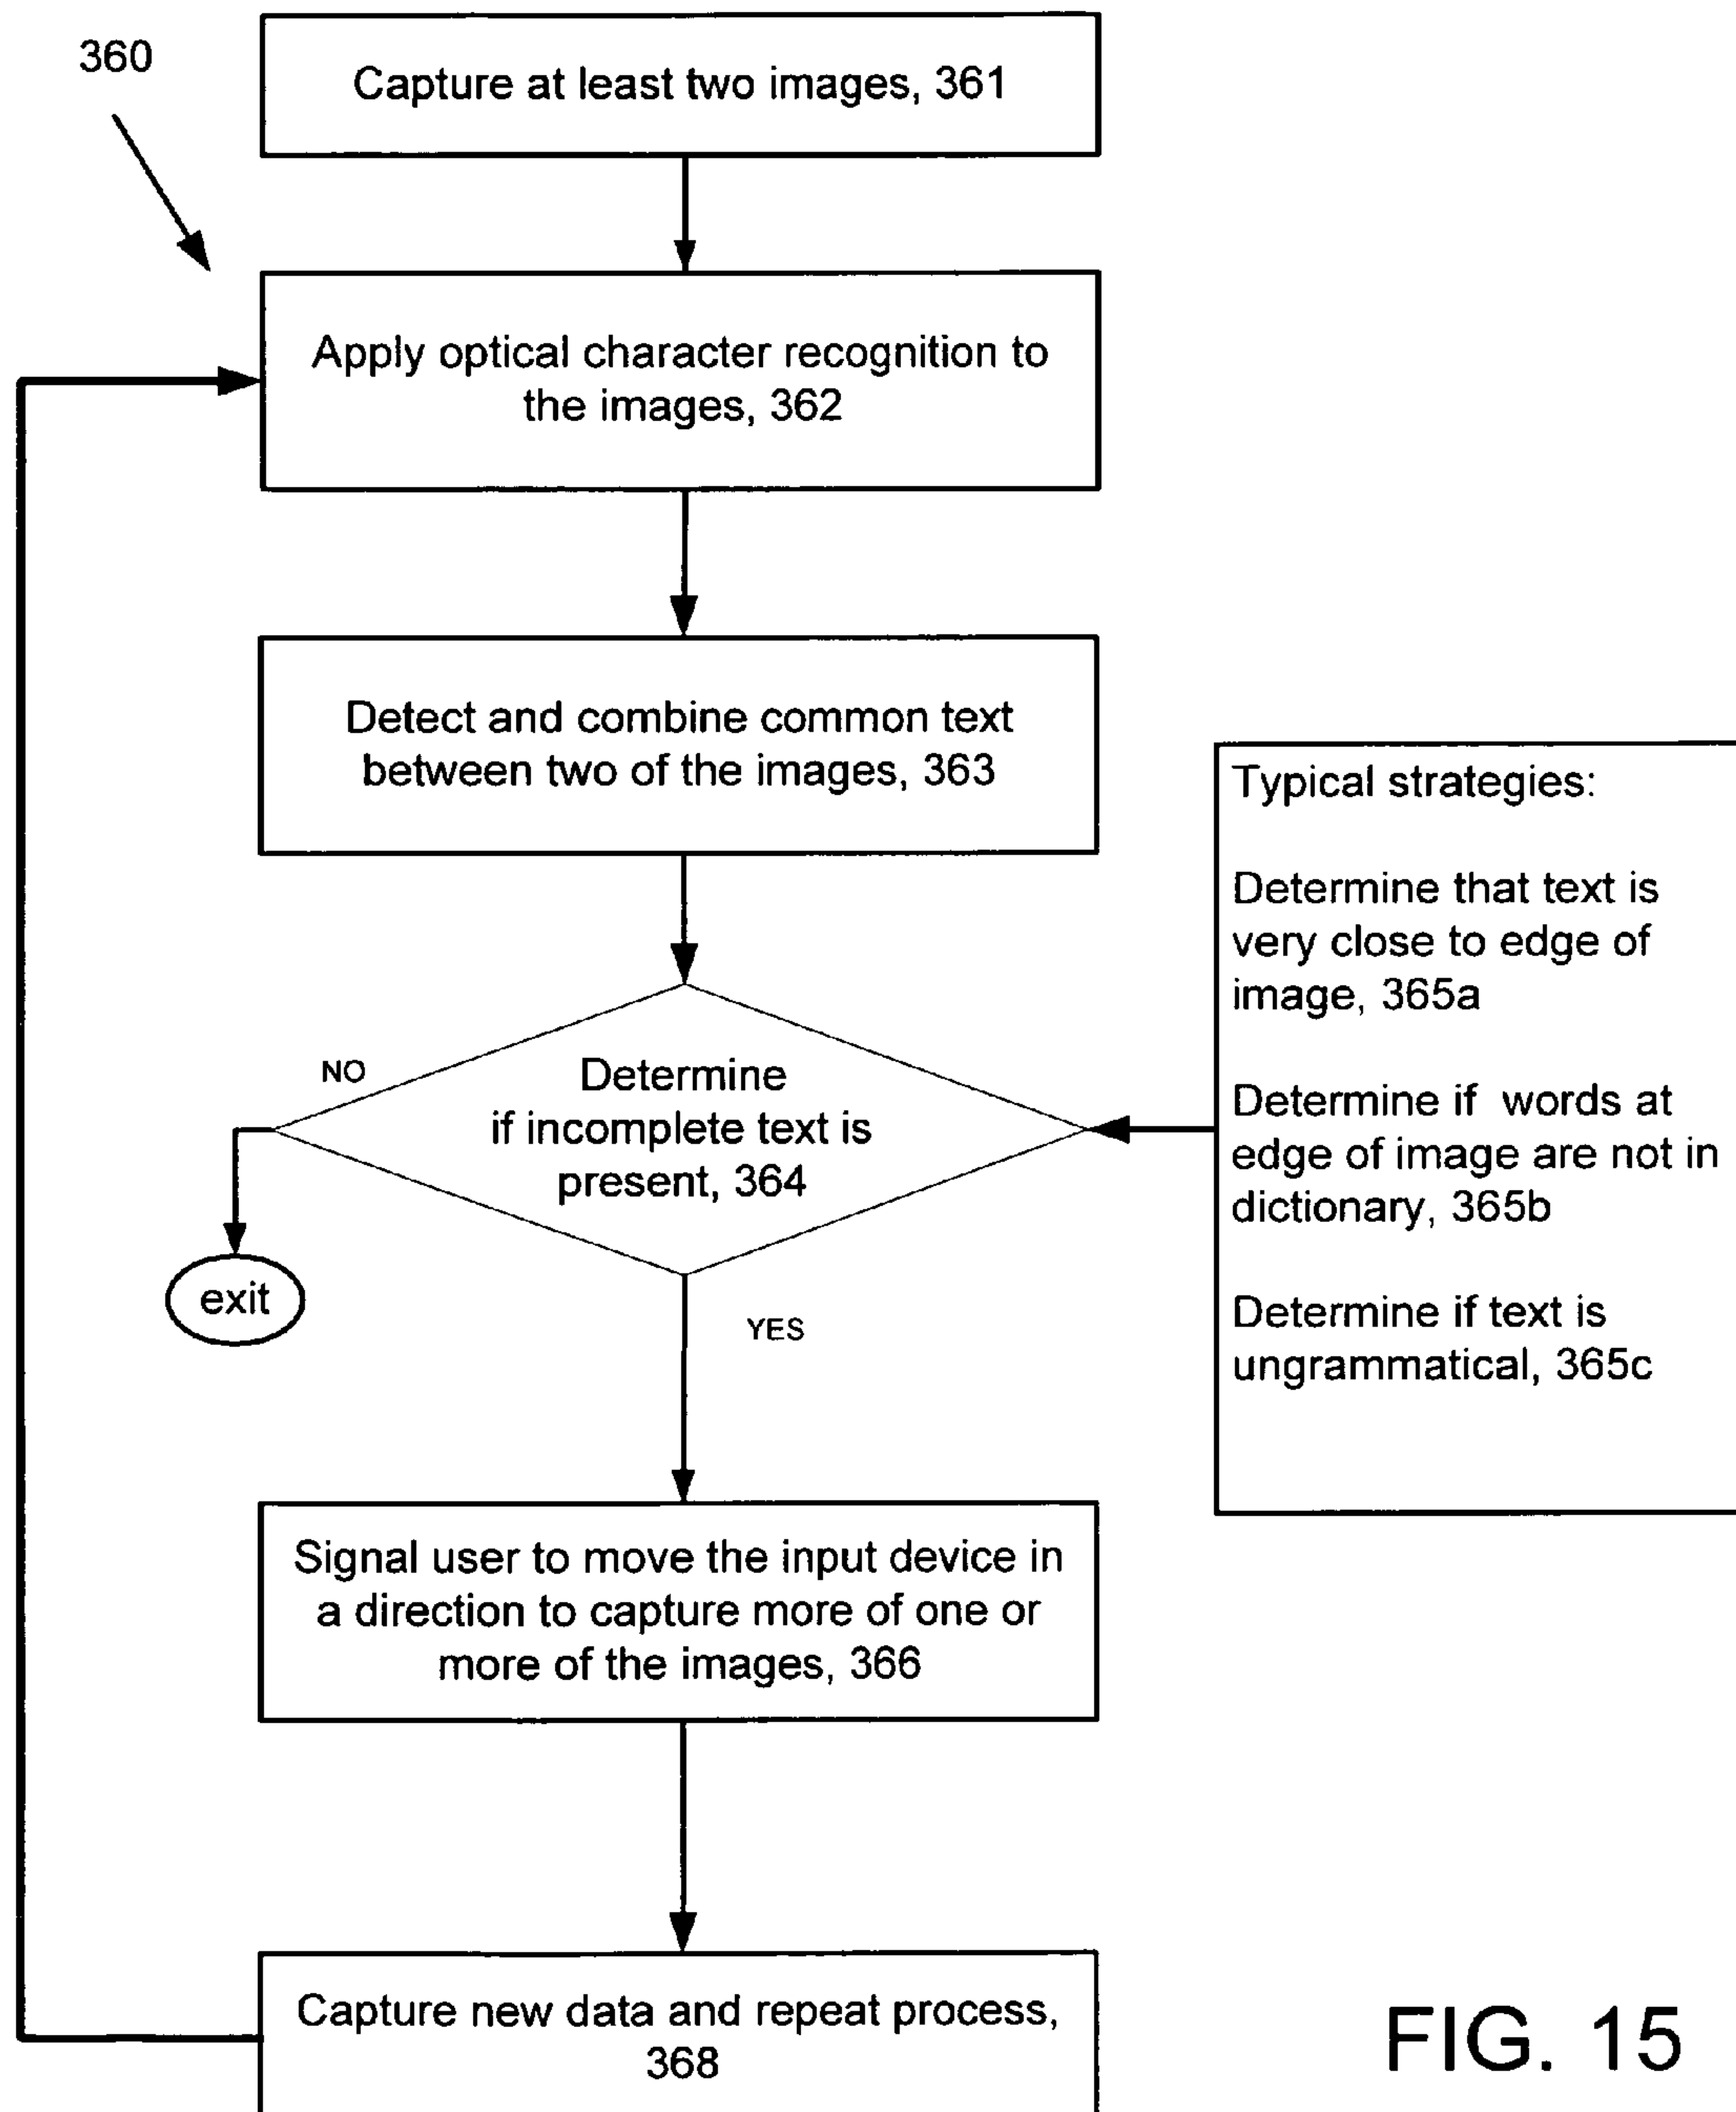 360
Capture at least two images, 361
Apply optical character recognition to
the images, 362
Detect and combine common text
between two of the images, 363
Typical strategies:
Determine that text is
very close to edge of
image, 365a
Determine if words at
edge of image are not in
dictionary, 365b
Determine if text is
ungrammatical, 365c
NO
Determine
if incomplete text is
present, 364
exit
YES
Signal user to move the input device in
a direction to capture more of one or
more of the images, 366
Capture new data and repeat process,
368
FIG. 15